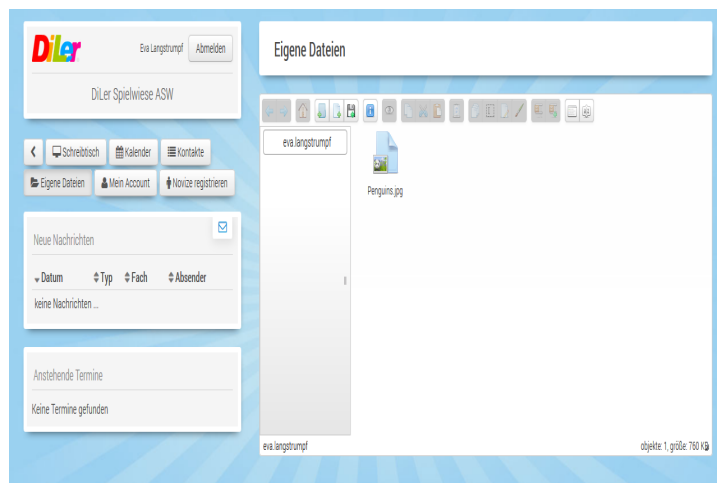 DiLer
Eva Langstrumpf Abmelden
DiLer Spielwiese ASW
Schreibtisch Kalender Kontakte
Eigene Dateien Mein Account Novize registrieren
Neue Nachrichten
Datum Typ Fach Absender
keine Nachrichten ...
Anstehende Termine
Keine Termine gefunden
Eigene Dateien
eva.langstrumpf
Penguins.jpg
eva.langstrumpf objekte: 1, größe: 760 KB